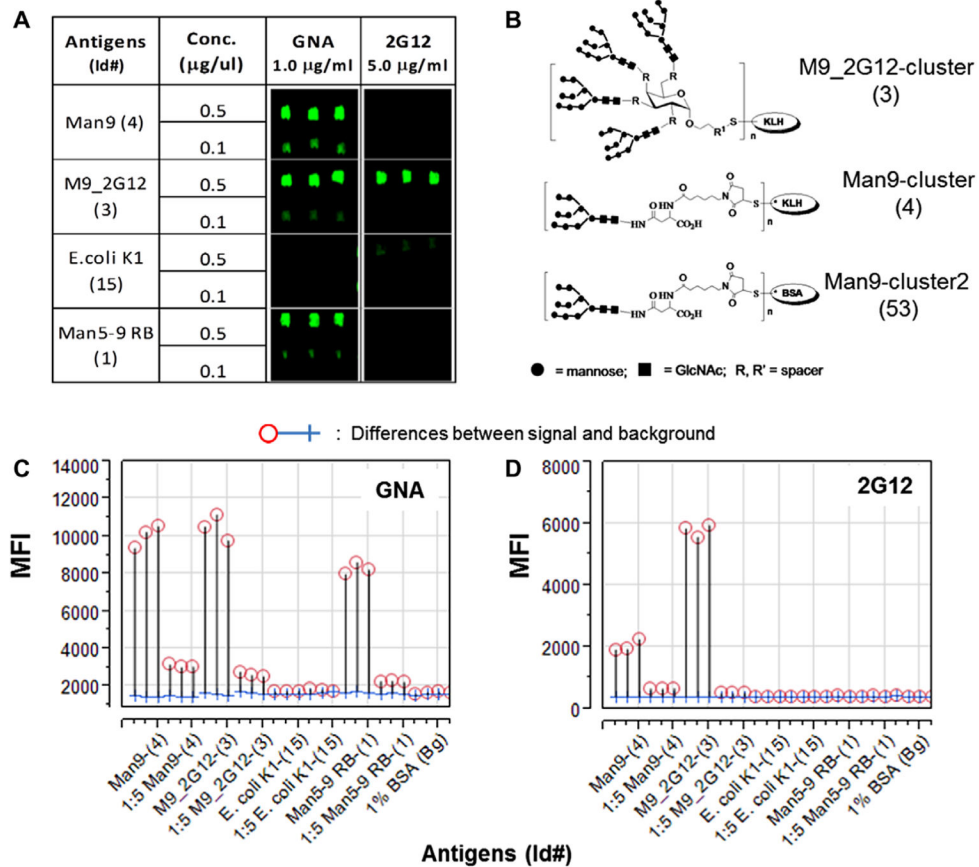 A
Antigens (Id#)
Conc. (μg/ul)
GNA 1.0 μg/ml
2G12 5.0 μg/ml
Man9 (4)
0.5
0.1
M9_2G12 (3)
0.5
0.1
E.coli K1 (15)
0.5
0.1
Man5-9 RB (1)
0.5
0.1
B
R
R
R
R
R
O
O
R¹
S
KLH
n
M9_2G12-cluster
(3)
O
HN
O
HN
CO₂H
N
O
O
S
* KLH
n
Man9-cluster
(4)
O
HN
O
HN
CO₂H
N
O
O
S
* BSA
n
Man9-cluster2
(53)
= mannose; = GlcNAc R, R' = spacer
: Differences between signal and background
C
GNA
MFI
14000
12000
10000
8000
6000
4000
2000
Man9-(4)
1:5 Man9-(4)
M9_2G12-(3)
1:5 M9_2G12-(3)
E. coli K1-(15)
1:5 E. coli K1-(15)
Man5-9 RB-(1)
1:5 Man5-9 RB-(1)
1% BSA (Bg)
D
2G12
MFI
8000
6000
4000
2000
0
Man9-(4)
1:5 Man9-(4)
M9_2G12-(3)
1:5 M9_2G12-(3)
E. coli K1-(15)
1:5 E. coli K1-(15)
Man5-9 RB-(1)
1:5 Man5-9 RB-(1)
1% BSA (Bg)
Antigens (Id#)